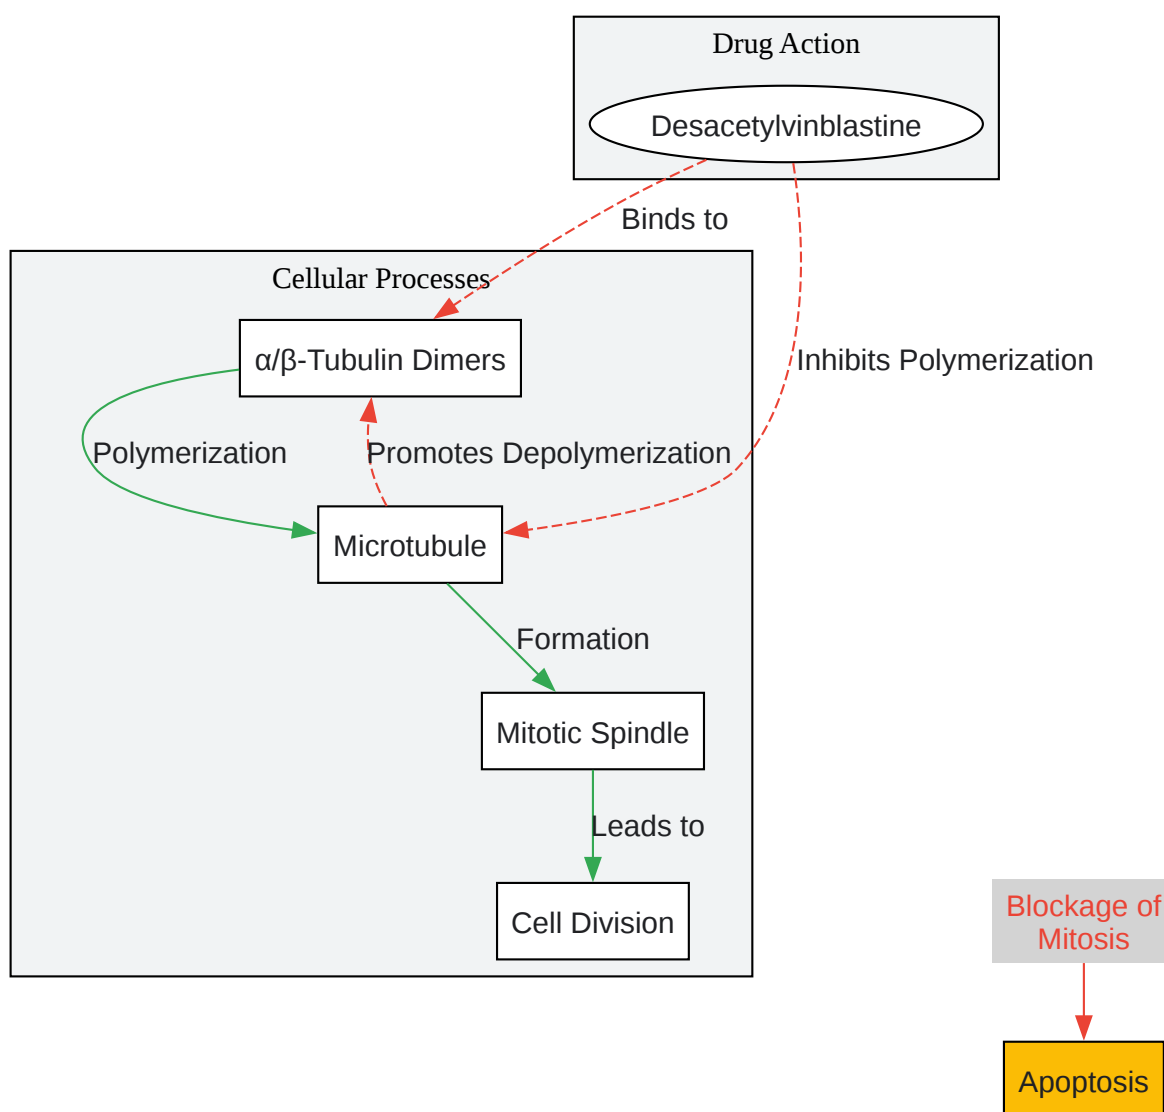 Drug Action
Desacetylvinblastine
Binds to
Cellular Processes
α/β-Tubulin Dimers
Inhibits Polymerization
Polymerization
Promotes Depolymerization
Microtubule
Formation
Mitotic Spindle
Leads to
Cell Division
Blockage of
Mitosis
Apoptosis